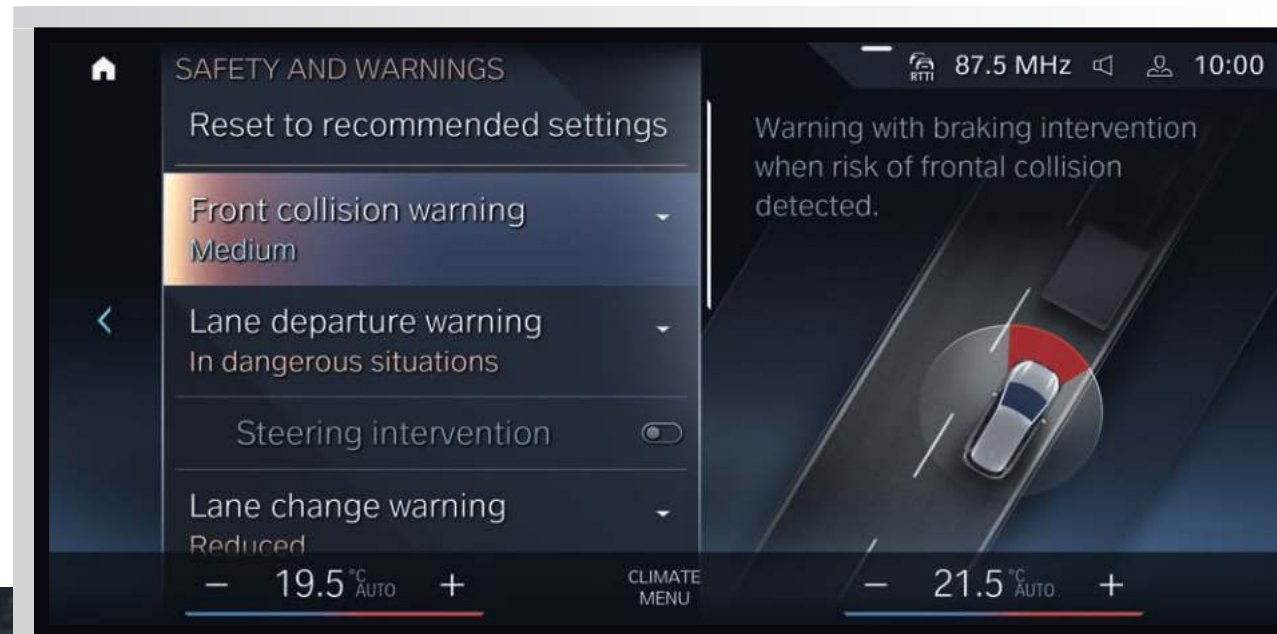 SAFETY AND WARNINGS
RTTI
87.5 MHz
10:00
Reset to recommended settings
Front collision warning
Medium
Lane departure warning
In dangerous situations
Steering intervention
Lane change warning
Reduced
Warning with braking intervention
when risk of frontal collision
detected.
19.5 °C AUTO
CLIMATE
MENU
21.5 °C AUTO